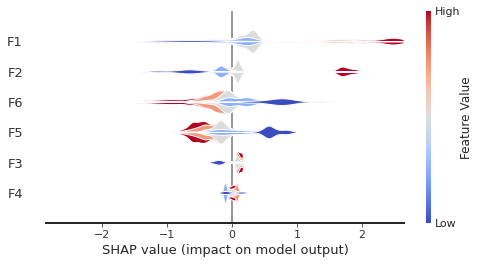 High
F1
F2
F6
F5
F3
F4
Low
Feature Value
−2
−1
0
1
2
SHAP value (impact on model output)